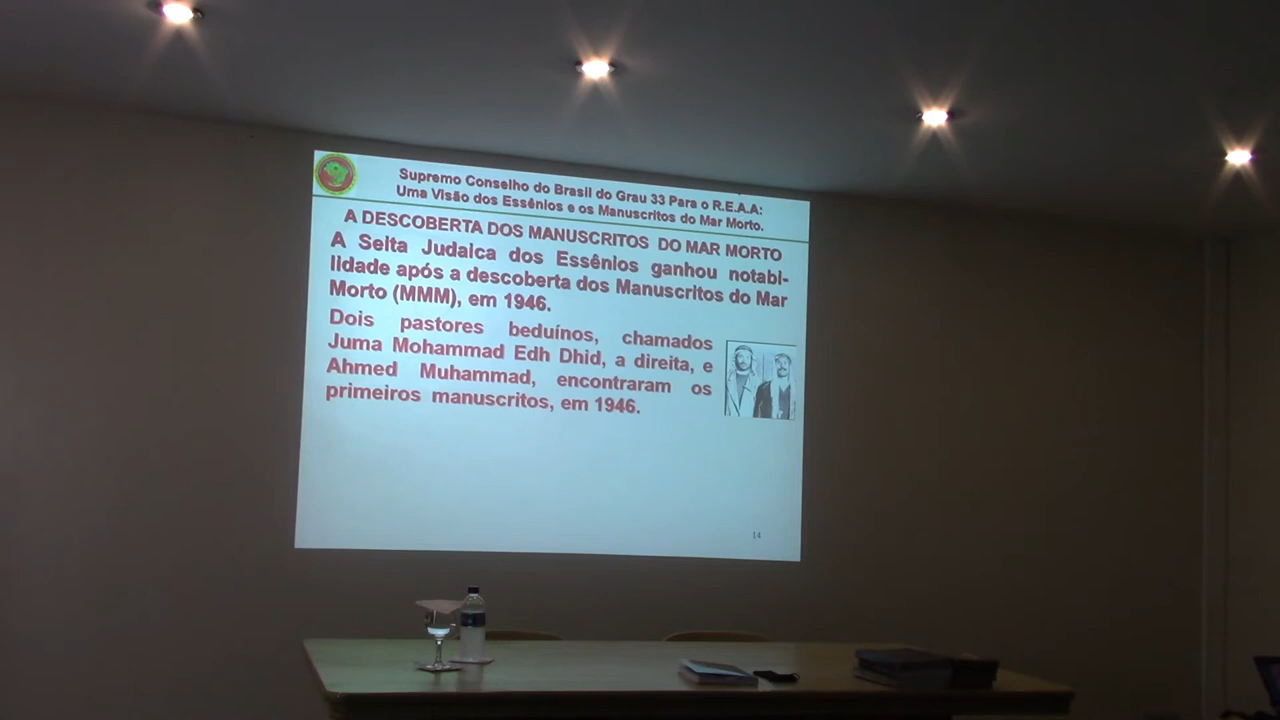 Supremo Conselho do Brasil do Grau 33 Para o R.E.A.A:
Uma Visão dos Essênios e os Manuscritos do Mar Morto.
A DESCOBERTA DOS MANUSCRITOS DO MAR MORTO
A Seita Judaica dos Essênios ganhou notabi-
lidade após a descoberta dos Manuscritos do Mar
Morto (MMM), em 1946.
Dois pastores beduínos, chamados
Juma Mohammad Edh Dhid, a direita, e
Ahmed Muhammad, encontraram os
primeiros manuscritos, em 1946.
14